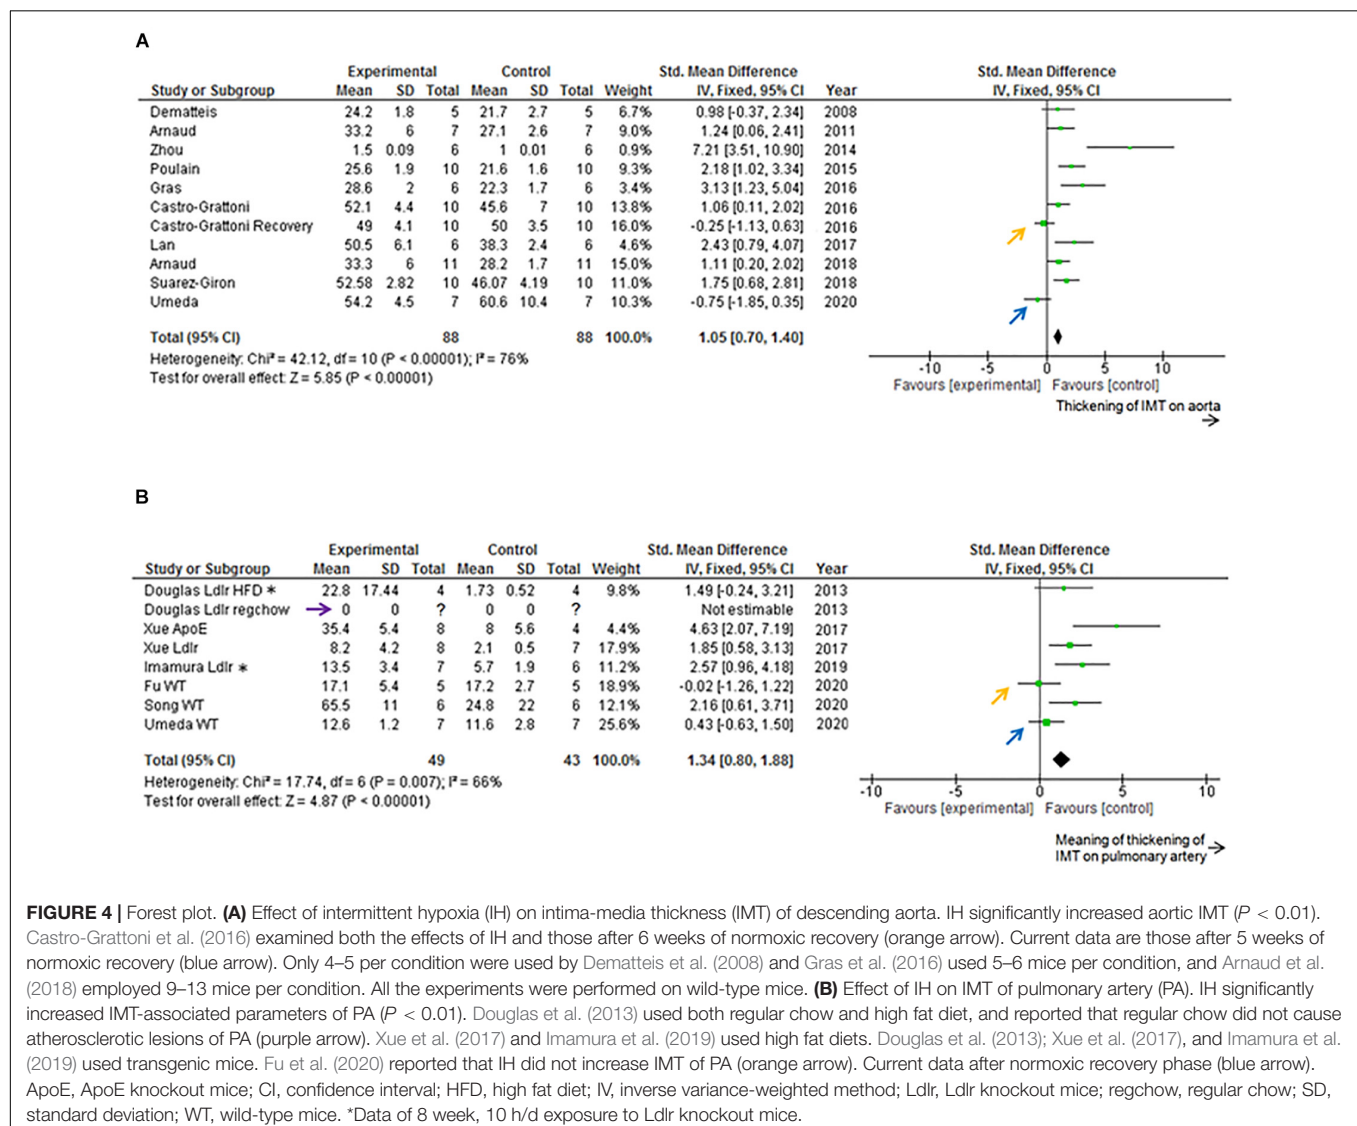 A
Experimental Control Std. Mean Difference Std. Mean Difference
Study or Subgroup Mean SD Total Mean SD Total Weight IV, Fixed, 95% CI Year IV, Fixed, 95% CI
Dematteis 24.2 1.8 5 21.7 2.7 5 6.7% 0.98 [-0.37, 2.34] 2008
Arnaud 33.2 6 7 27.1 2.6 7 9.0% 1.24 [0.06, 2.41] 2011
Zhou 1.5 0.09 6 1 0.01 6 0.9% 7.21 [3.51, 10.90] 2014
Poulain 25.6 1.9 10 21.6 1.6 10 9.3% 2.18 [1.02, 3.34] 2015
Gras 28.6 2 6 22.3 1.7 6 3.4% 3.13 [1.23, 5.04] 2016
Castro-Grattoni 52.1 4.4 10 45.6 7 10 13.8% 1.06 [0.11, 2.02] 2016
Castro-Grattoni Recovery 49 4.1 10 50 3.5 10 16.0% -0.25 [-1.13, 0.63] 2016
Lan 50.5 6.1 6 38.3 2.4 6 4.6% 2.43 [0.79, 4.07] 2017
Arnaud 33.3 6 11 28.2 1.7 11 15.0% 1.11 [0.20, 2.02] 2018
Suarez-Giron 52.58 2.82 10 46.07 4.19 10 11.0% 1.75 [0.68, 2.81] 2018
Umeda 54.2 4.5 7 60.6 10.4 7 10.3% -0.75 [-1.85, 0.35] 2020
Total (95% CI) 88 88 100.0% 1.05 [0.70, 1.40]
Heterogeneity: Chi² = 42.12, df = 10 (P < 0.00001); I² = 76%
Test for overall effect: Z = 5.85 (P < 0.00001)
-10 -5 0 5 10
Favours [experimental] Favours [control]
Thickening of IMT on aorta
B
Experimental Control Std. Mean Difference Std. Mean Difference
Study or Subgroup Mean SD Total Mean SD Total Weight IV, Fixed, 95% CI Year IV, Fixed, 95% CI
Douglas Ldlr HFD * 22.8 17.44 4 1.73 0.52 4 9.8% 1.49 [-0.24, 3.21] 2013
Douglas Ldlr regchow 0 0 ? 0 0 ? Not estimable 2013
Xue ApoE 35.4 5.4 8 8 5.6 4 4.4% 4.63 [2.07, 7.19] 2017
Xue Ldlr 8.2 4.2 8 2.1 0.5 7 17.9% 1.85 [0.58, 3.13] 2017
Imamura Ldlr * 13.5 3.4 7 5.7 1.9 6 11.2% 2.57 [0.96, 4.18] 2019
Fu WT 17.1 5.4 5 17.2 2.7 5 18.9% -0.02 [-1.26, 1.22] 2020
Song WT 65.5 11 6 24.8 22 6 12.1% 2.16 [0.61, 3.71] 2020
Umeda WT 12.6 1.2 7 11.6 2.8 7 25.6% 0.43 [-0.63, 1.50] 2020
Total (95% CI) 49 43 100.0% 1.34 [0.80, 1.88]
Heterogeneity: Chi² = 17.74, df = 6 (P = 0.007); I² = 66%
Test for overall effect: Z = 4.87 (P < 0.00001)
-10 -5 0 5 10
Favours [experimental] Favours [control]
Meaning of thickening of
IMT on pulmonary artery
FIGURE 4 | Forest plot. (A) Effect of intermittent hypoxia (IH) on intima-media thickness (IMT) of descending aorta. IH significantly increased aortic IMT (P < 0.01).
Castro-Grattoni et al. (2016) examined both the effects of IH and those after 6 weeks of normoxic recovery (orange arrow). Current data are those after 5 weeks of
normoxic recovery (blue arrow). Only 4–5 per condition were used by Dematteis et al. (2008) and Gras et al. (2016) used 5–6 mice per condition, and Arnaud et al.
(2018) employed 9–13 mice per condition. All the experiments were performed on wild-type mice. (B) Effect of IH on IMT of pulmonary artery (PA). IH significantly
increased IMT-associated parameters of PA (P < 0.01). Douglas et al. (2013) used both regular chow and high fat diet, and reported that regular chow did not cause
atherosclerotic lesions of PA (purple arrow). Xue et al. (2017) and Imamura et al. (2019) used high fat diets. Douglas et al. (2013); Xue et al. (2017), and Imamura et al.
(2019) used transgenic mice. Fu et al. (2020) reported that IH did not increase IMT of PA (orange arrow). Current data after normoxic recovery phase (blue arrow).
ApoE, ApoE knockout mice; CI, confidence interval; HFD, high fat diet; IV, inverse variance-weighted method; Ldlr, Ldlr knockout mice; regchow, regular chow; SD,
standard deviation; WT, wild-type mice. *Data of 8 week, 10 h/d exposure to Ldlr knockout mice.